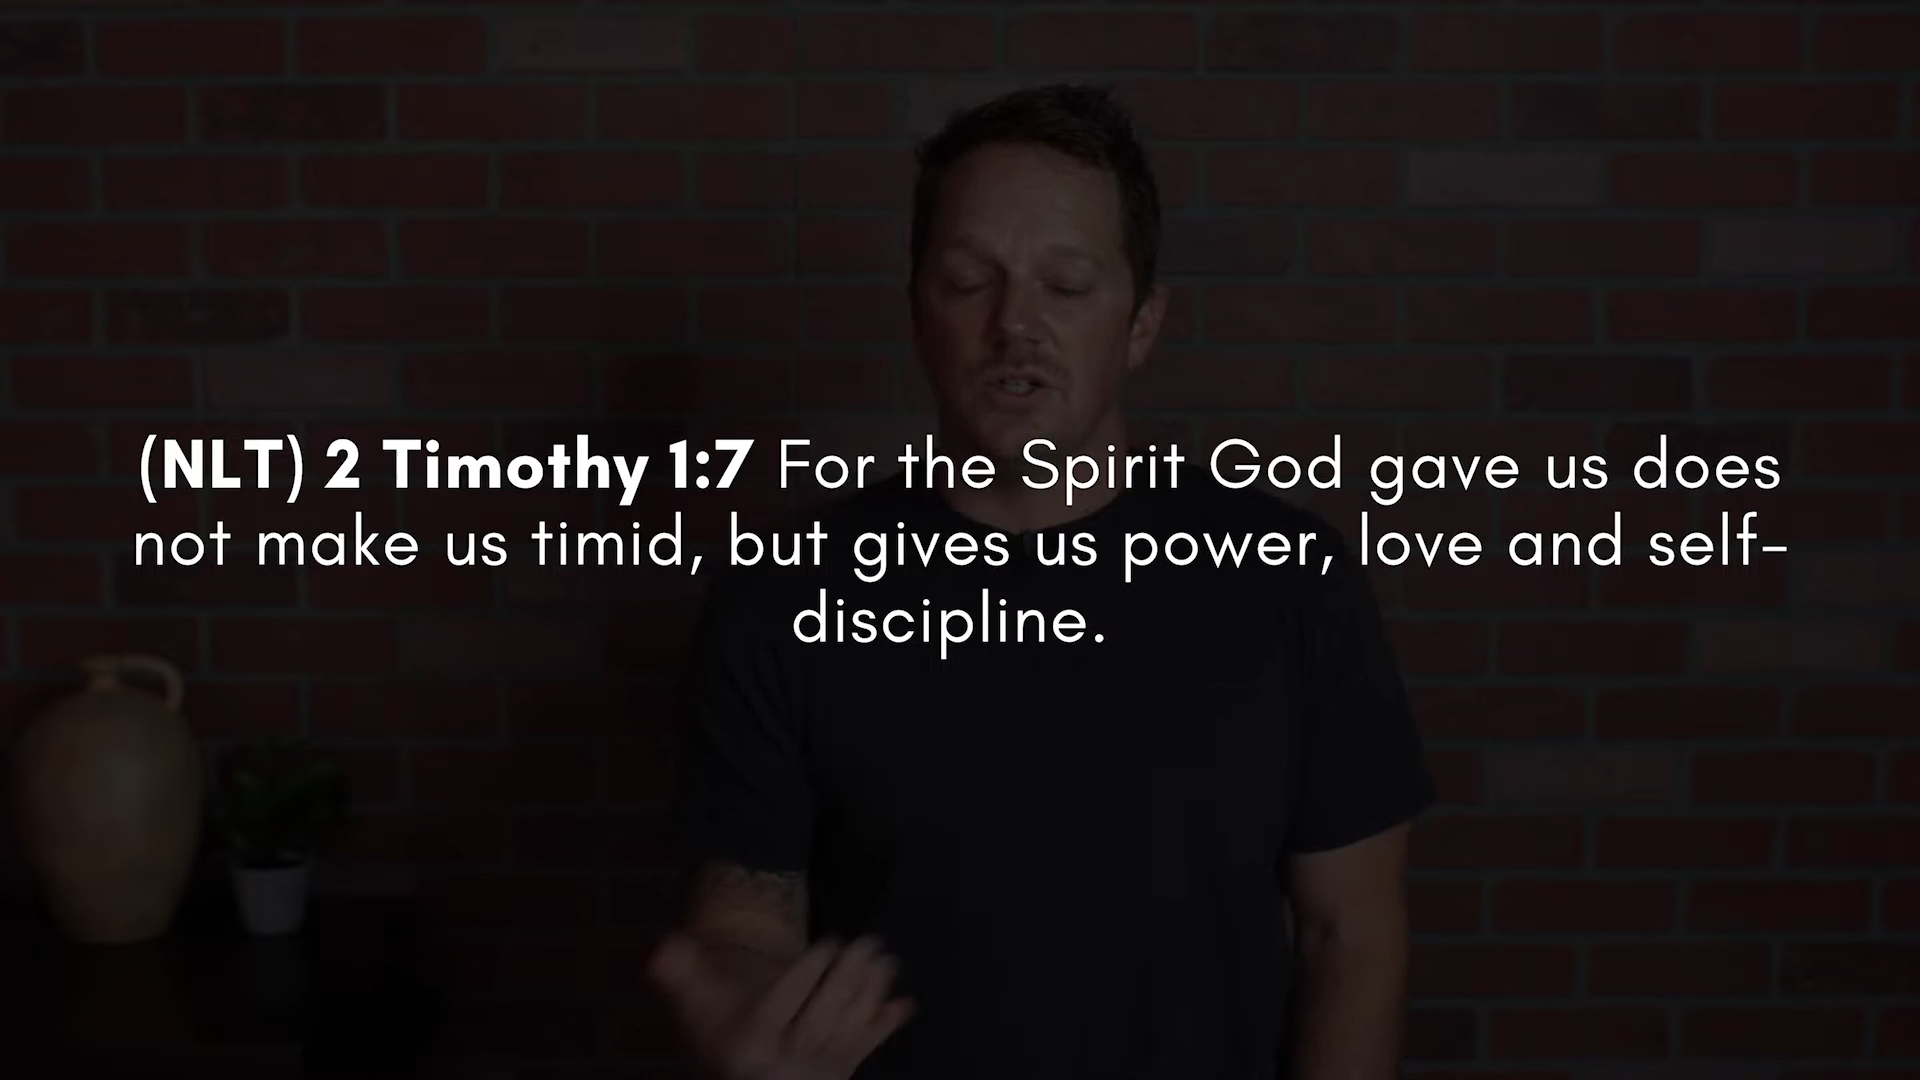 (NLT) 2 Timothy 1:7 For the Spirit God gave us does
not make us timid, but gives us power, love and self-
discipline.